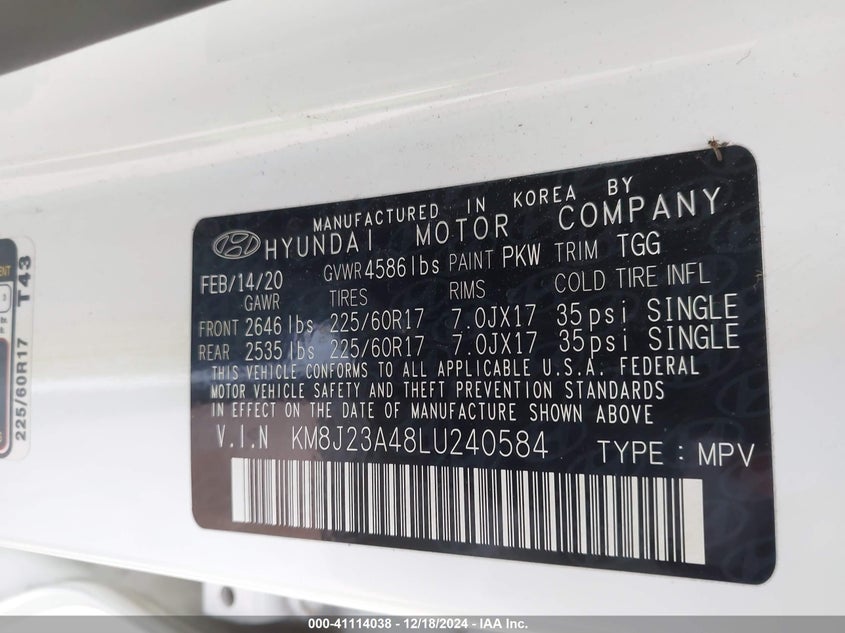 MANUFACTURED IN KOREA BY
HYUNDAI MOTOR COMPANY
FEB/14/20 GVWR 4586 lbs PAINT PKW TRIM TGG
GAWR TIRES RIMS COLD TIRE INFL
FRONT 2646 lbs 225/60R17 7.0JX17 35psi SINGLE
REAR 2535 lbs 225/60R17 7.0JX17 35psi SINGLE
THIS VEHICLE CONFORMS TO ALL APPLICABLE U.S.A. FEDERAL
MOTOR VEHICLE SAFETY AND THEFT PREVENTION STANDARDS
IN EFFECT ON THE DATE OF MANUFACTURE SHOWN ABOVE
V.I.N KM8J23A48LU240584 TYPE: MPV
225/60R17 T43
000-41114038 - 12/18/2024 - IAA Inc.